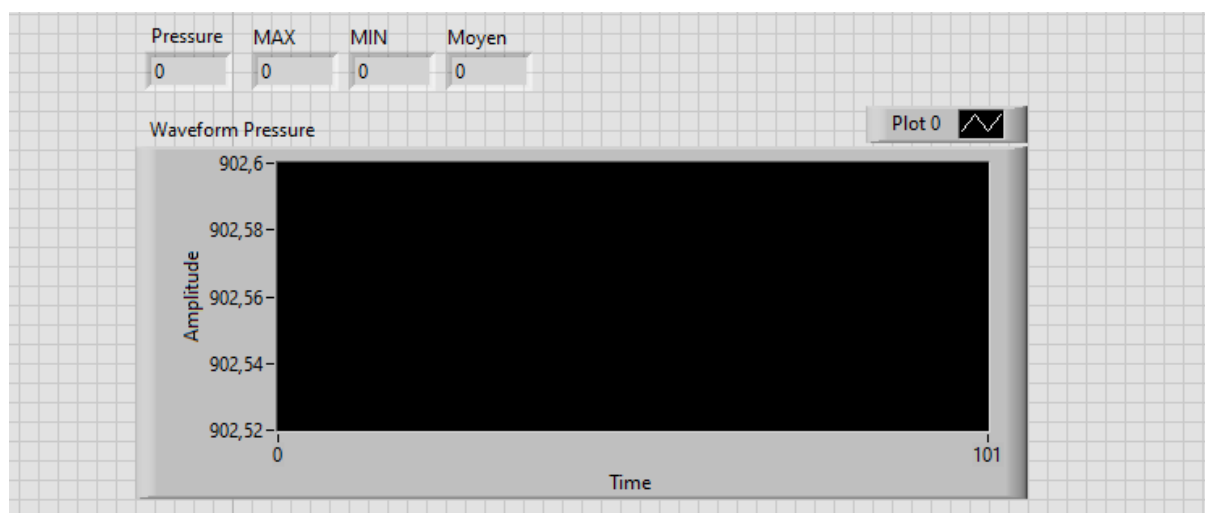 Pressure MAX MIN Moyen
0 0 0 0
Waveform Pressure
Plot 0
902,6
902,58
902,56
902,54
902,52
Amplitude
0 101
Time